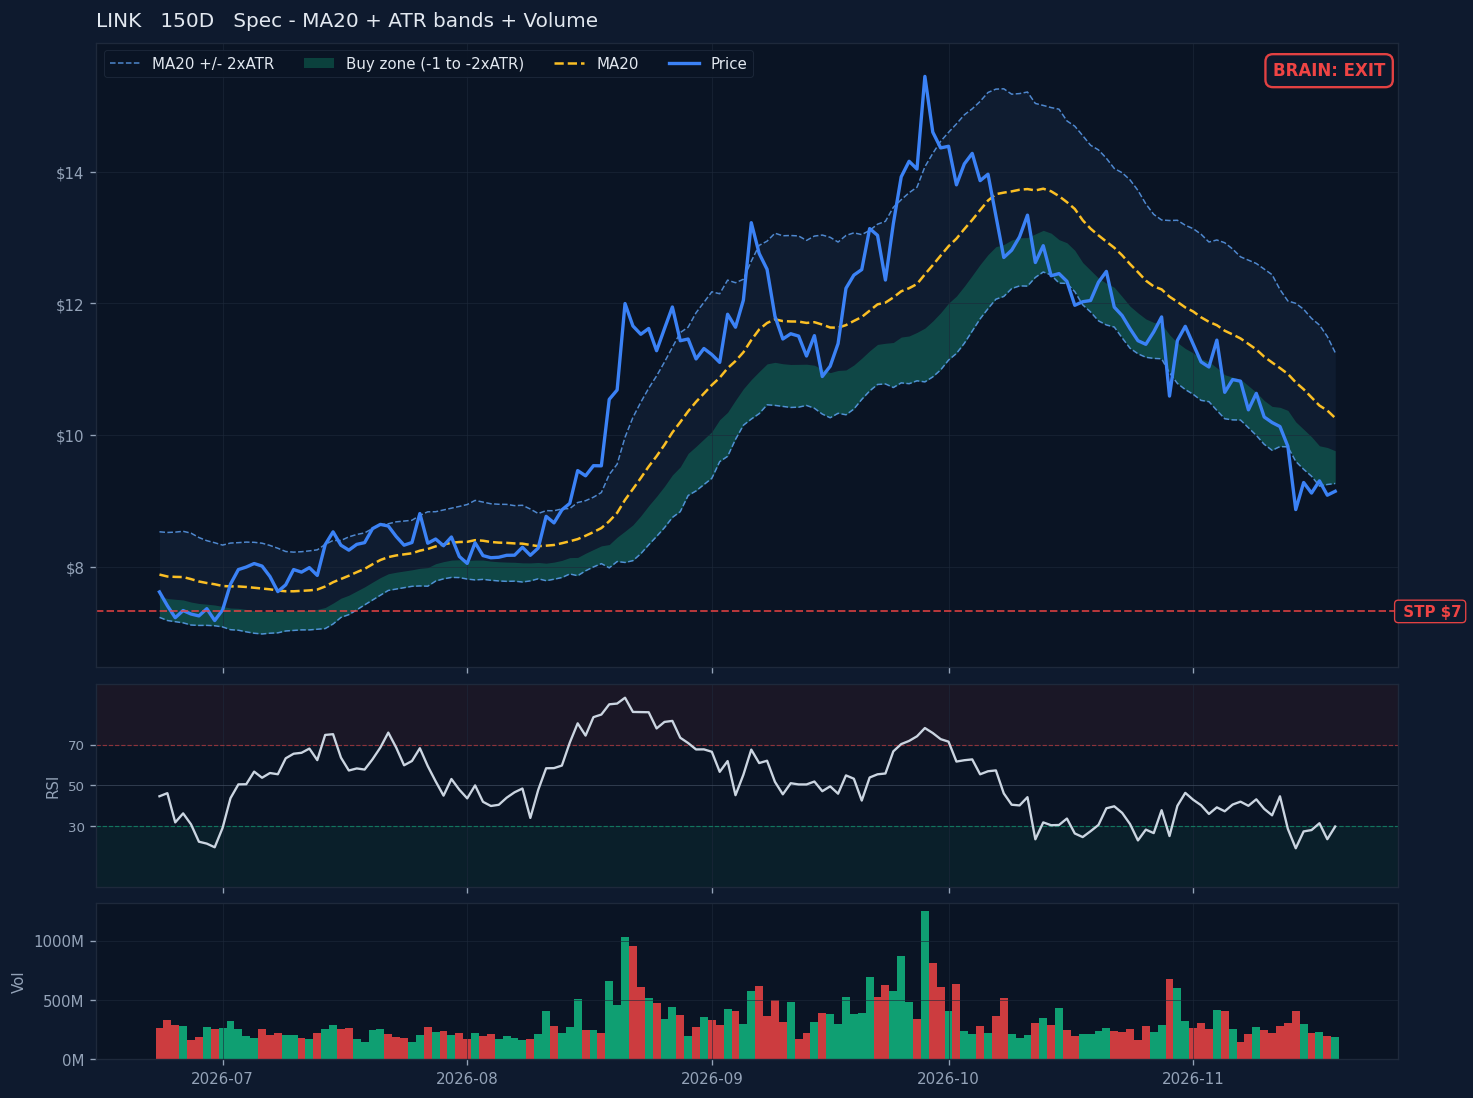 LINK   150D   Spec - MA20 + ATR bands + Volume
MA20 +/- 2xATR   Buy zone (-1 to -2xATR)   MA20   Price
BRAIN: EXIT
$14
$12
$10
$8
STP $7
70
50
30
RSI
1000M
500M
0M
Vol
2026-07   2026-08   2026-09   2026-10   2026-11